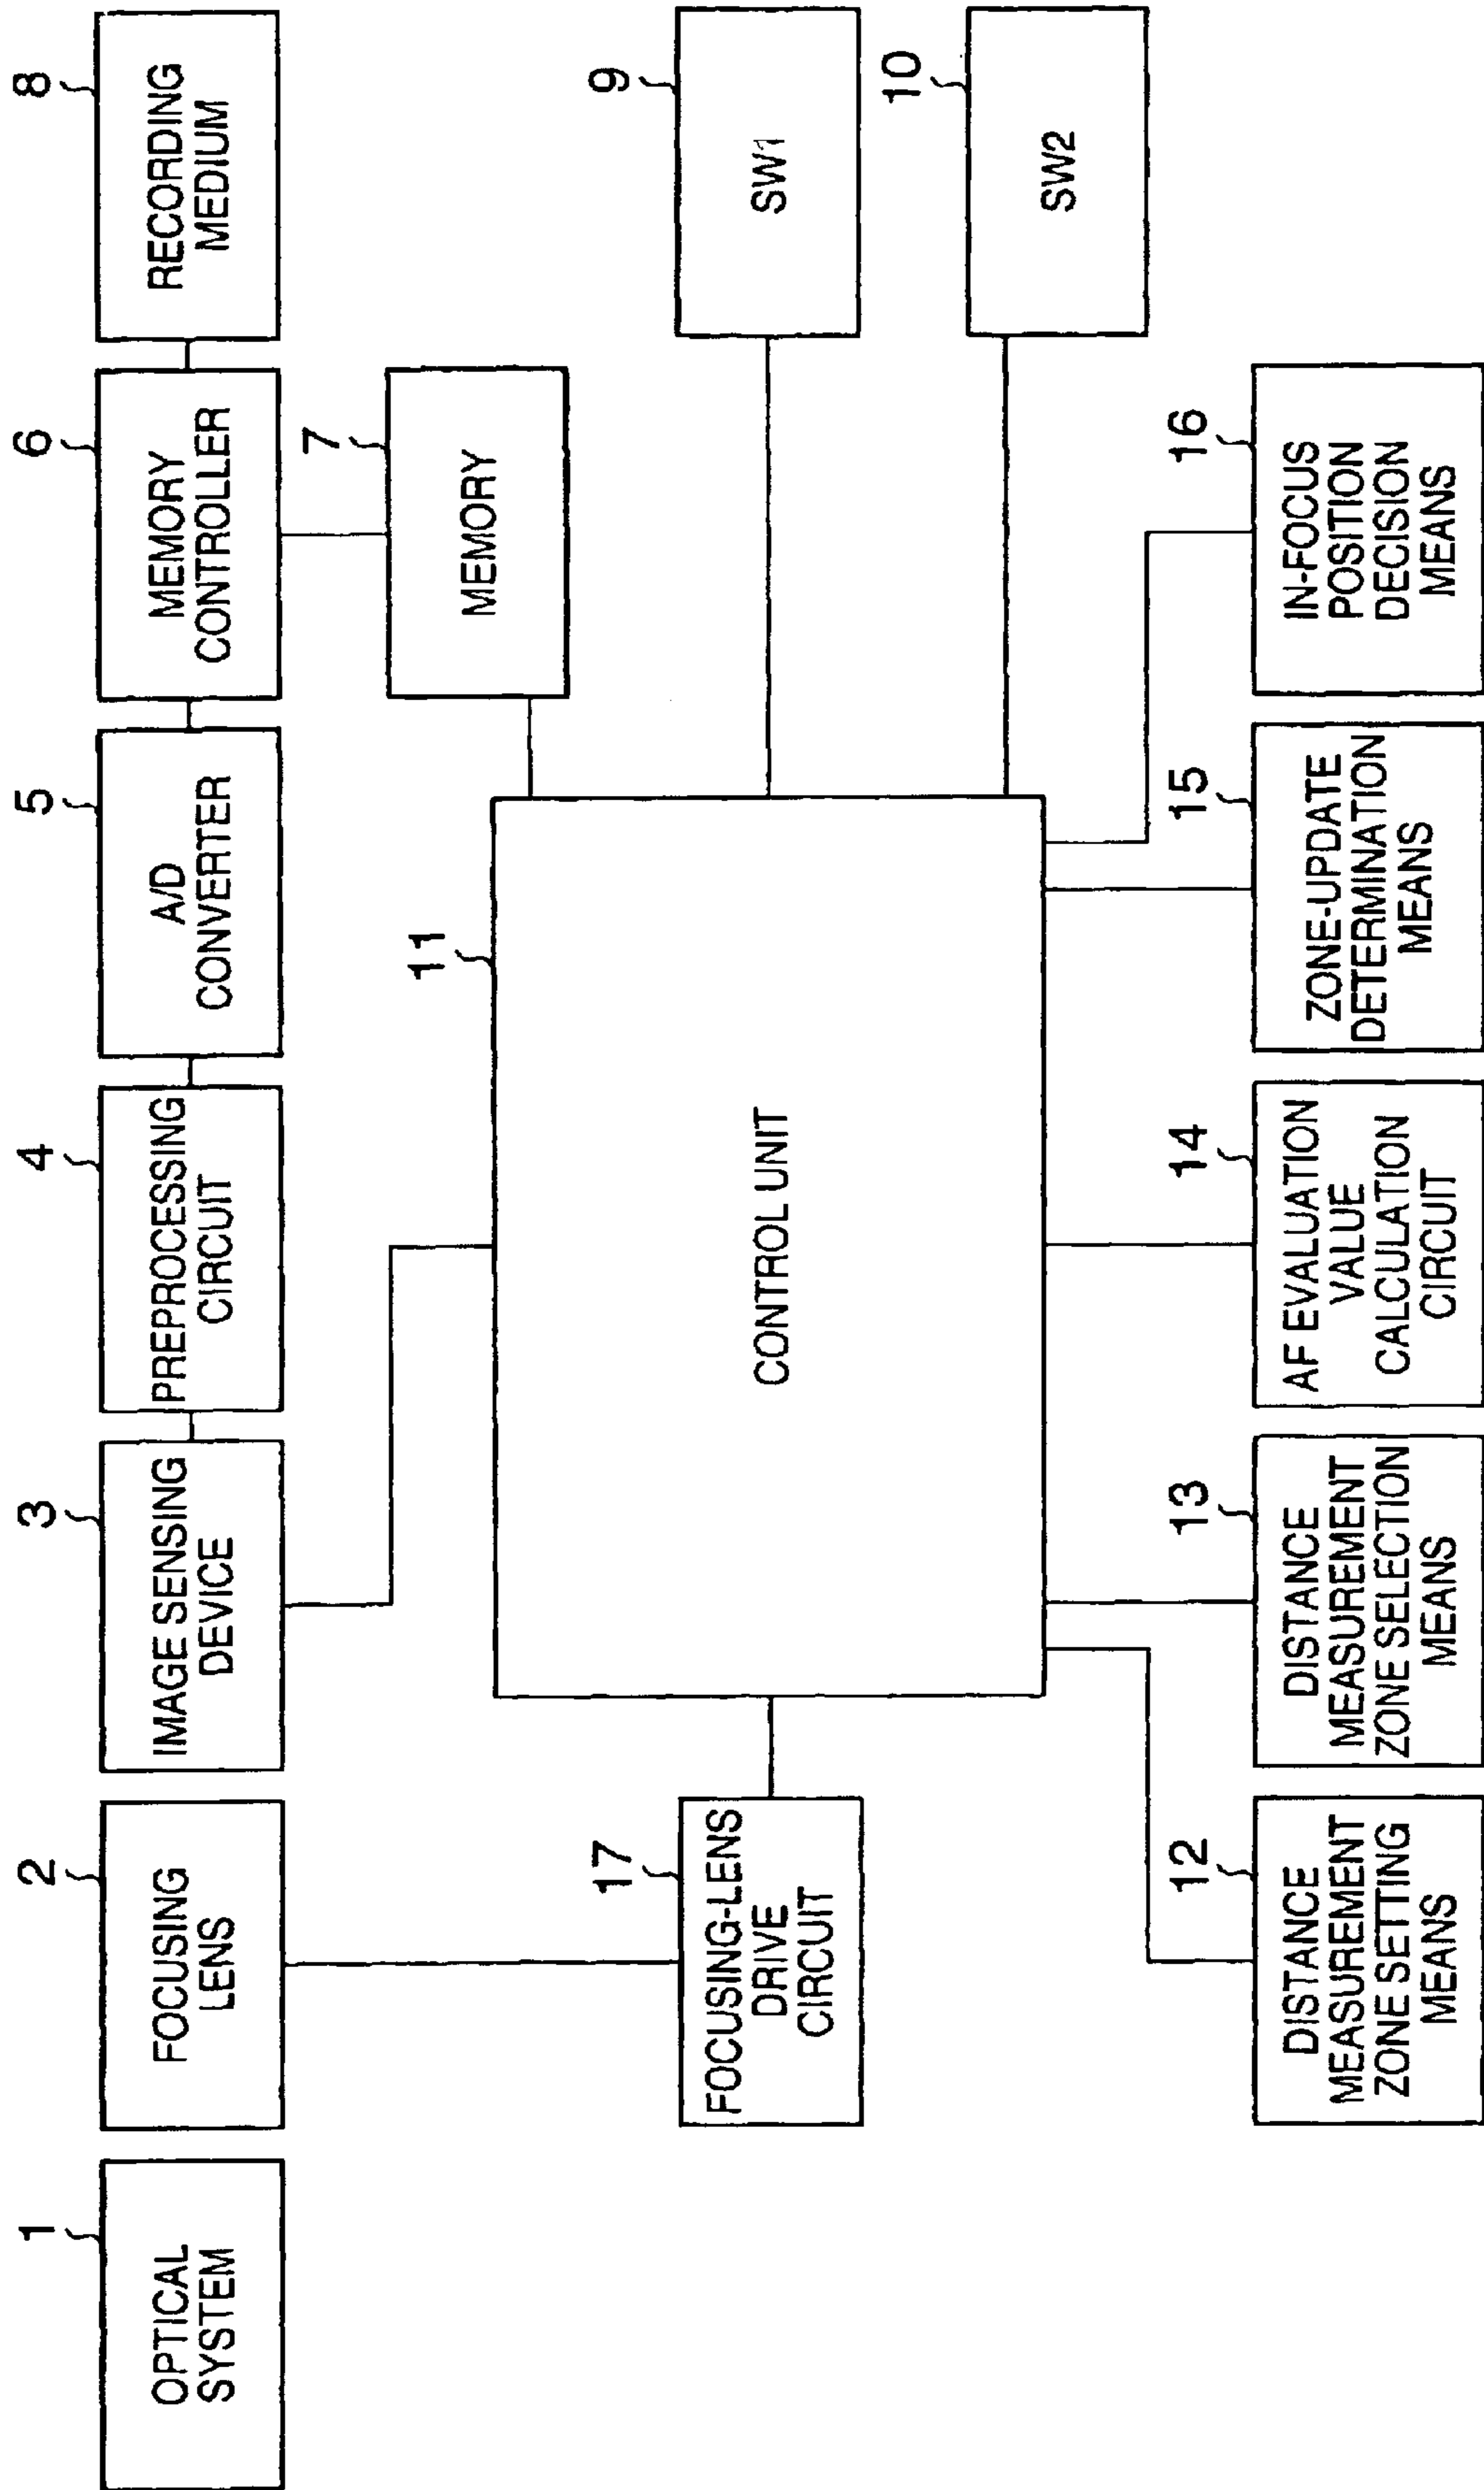 1
OPTICAL
SYSTEM
2
FOCUSING
LENS
3
IMAGE SENSING
DEVICE
4
PREPROCESSING
CIRCUIT
5
A/D
CONVERTER
6
MEMORY
CONTROLLER
8
RECORDING
MEDIUM
7
MEMORY
17
FOCUSING-LENS
DRIVE
CIRCUIT
11
CONTROL UNIT
9
SW1
10
SW2
12
DISTANCE
MEASUREMENT
ZONE SETTING
MEANS
13
DISTANCE
MEASUREMENT
ZONE SELECTION
MEANS
14
AF EVALUATION
VALUE
CALCULATION
CIRCUIT
15
ZONE-UPDATE
DETERMINATION
MEANS
16
IN-FOCUS
POSITION
DECISION
MEANS